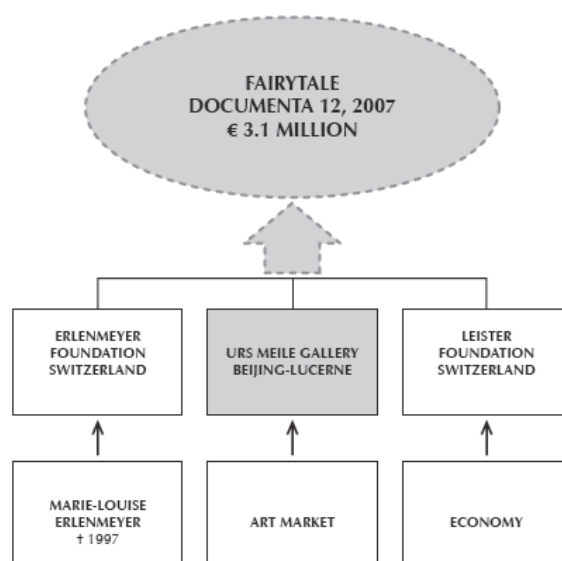 FAIRYTALE
DOCUMENTA 12, 2007
€ 3.1 MILLION
ERLENMEYER
FOUNDATION
SWITZERLAND
URS MEILE GALLERY
BEIJING-LUCERNE
LEISTER
FOUNDATION
SWITZERLAND
MARIE-LOUISE
ERLENMEYER
† 1997
ART MARKET
ECONOMY